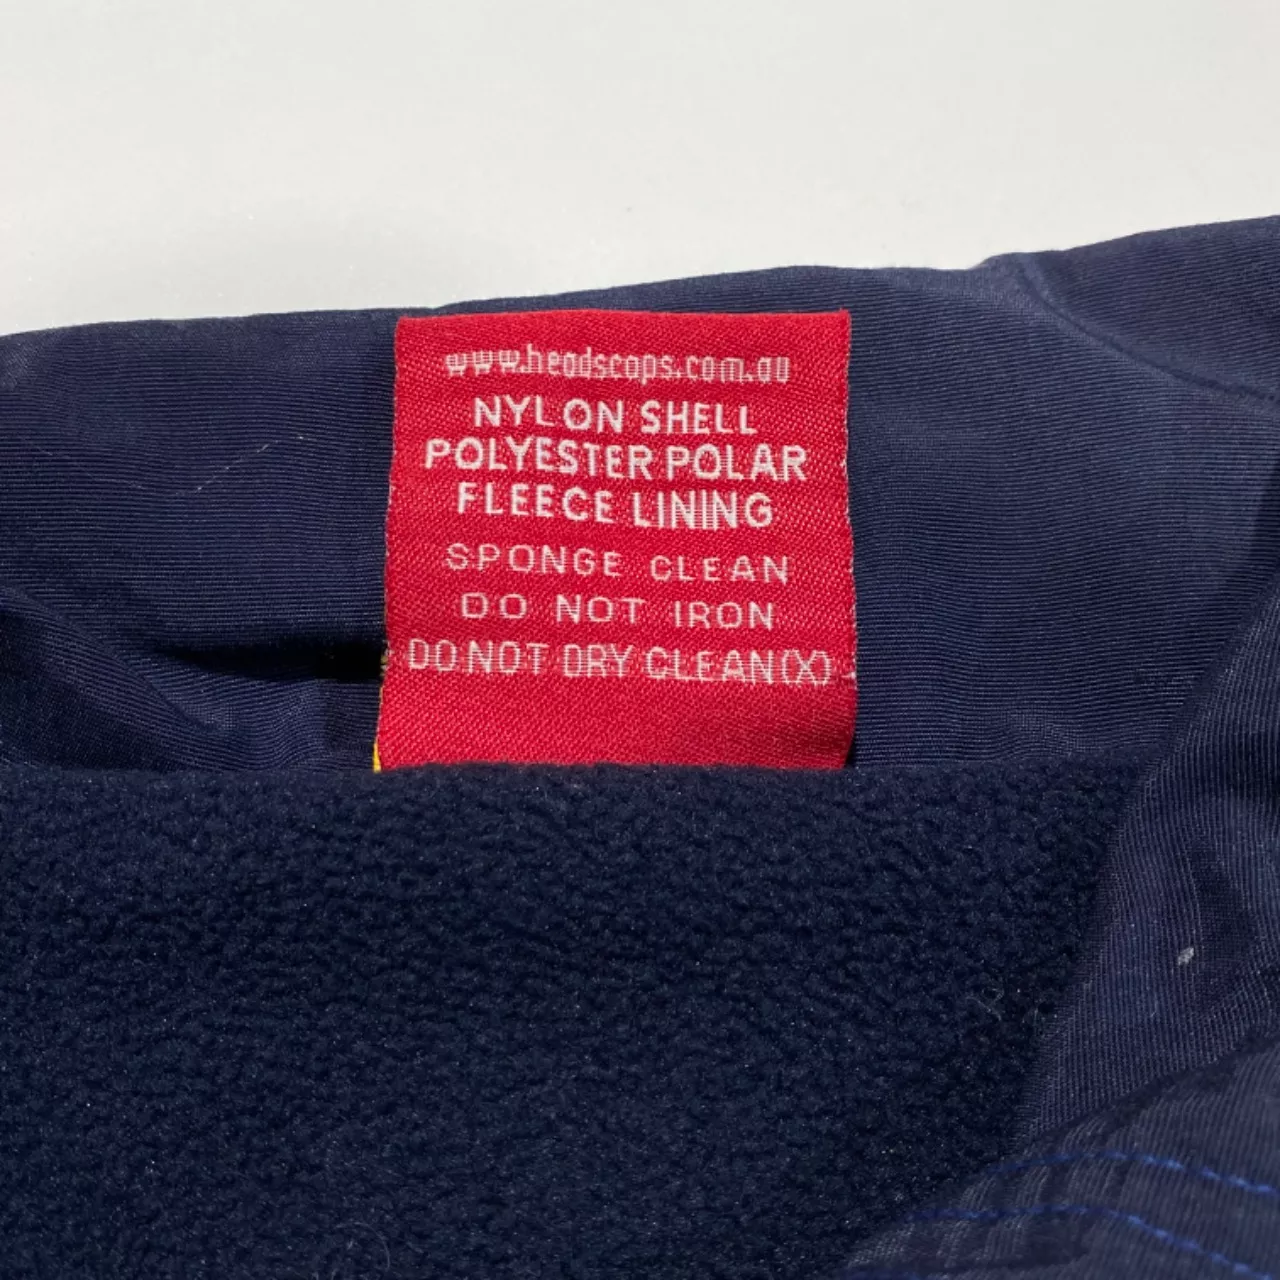 www.headscaps.com.au
NYLON SHELL
POLYESTER POLAR
FLEECE LINING
SPONGE CLEAN
DO NOT IRON
DO NOT DRY CLEAN(X)